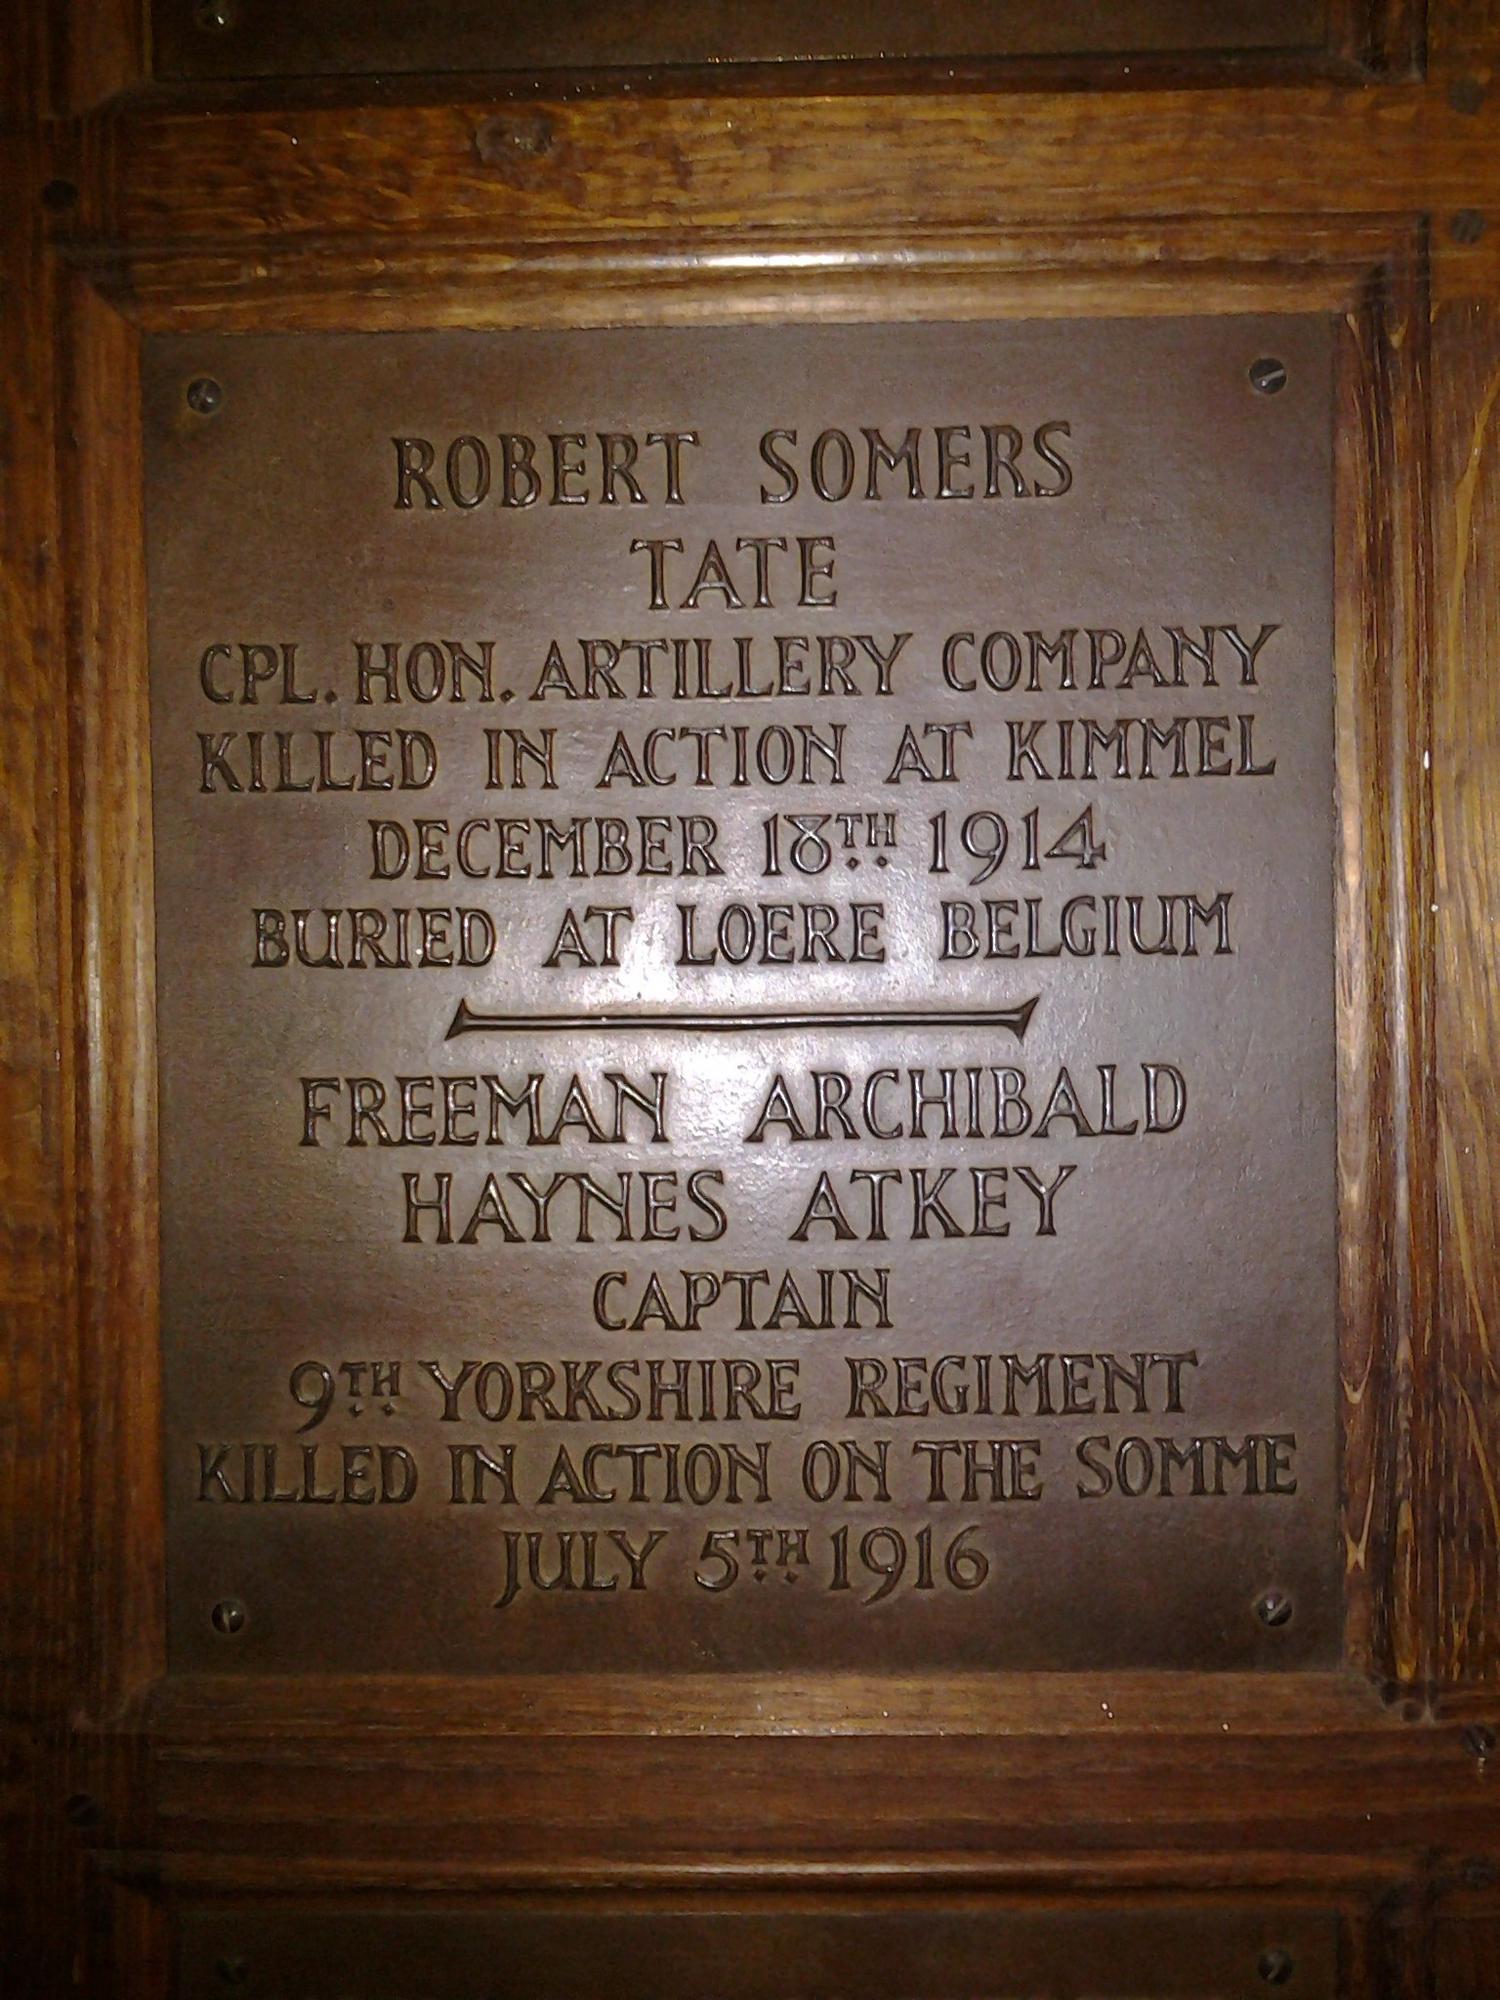 ROBERT SOMERS
TATE
CPL. HON. ARTILLERY COMPANY
KILLED IN ACTION AT KIMMEL
DECEMBER 18TH 1914
BURIED AT LOERE BELGIUM
FREEMAN ARCHIBALD
HAYNES ATKEY
CAPTAIN
9TH YORKSHIRE REGIMENT
KILLED IN ACTION ON THE SOMME
JULY 5TH 1916